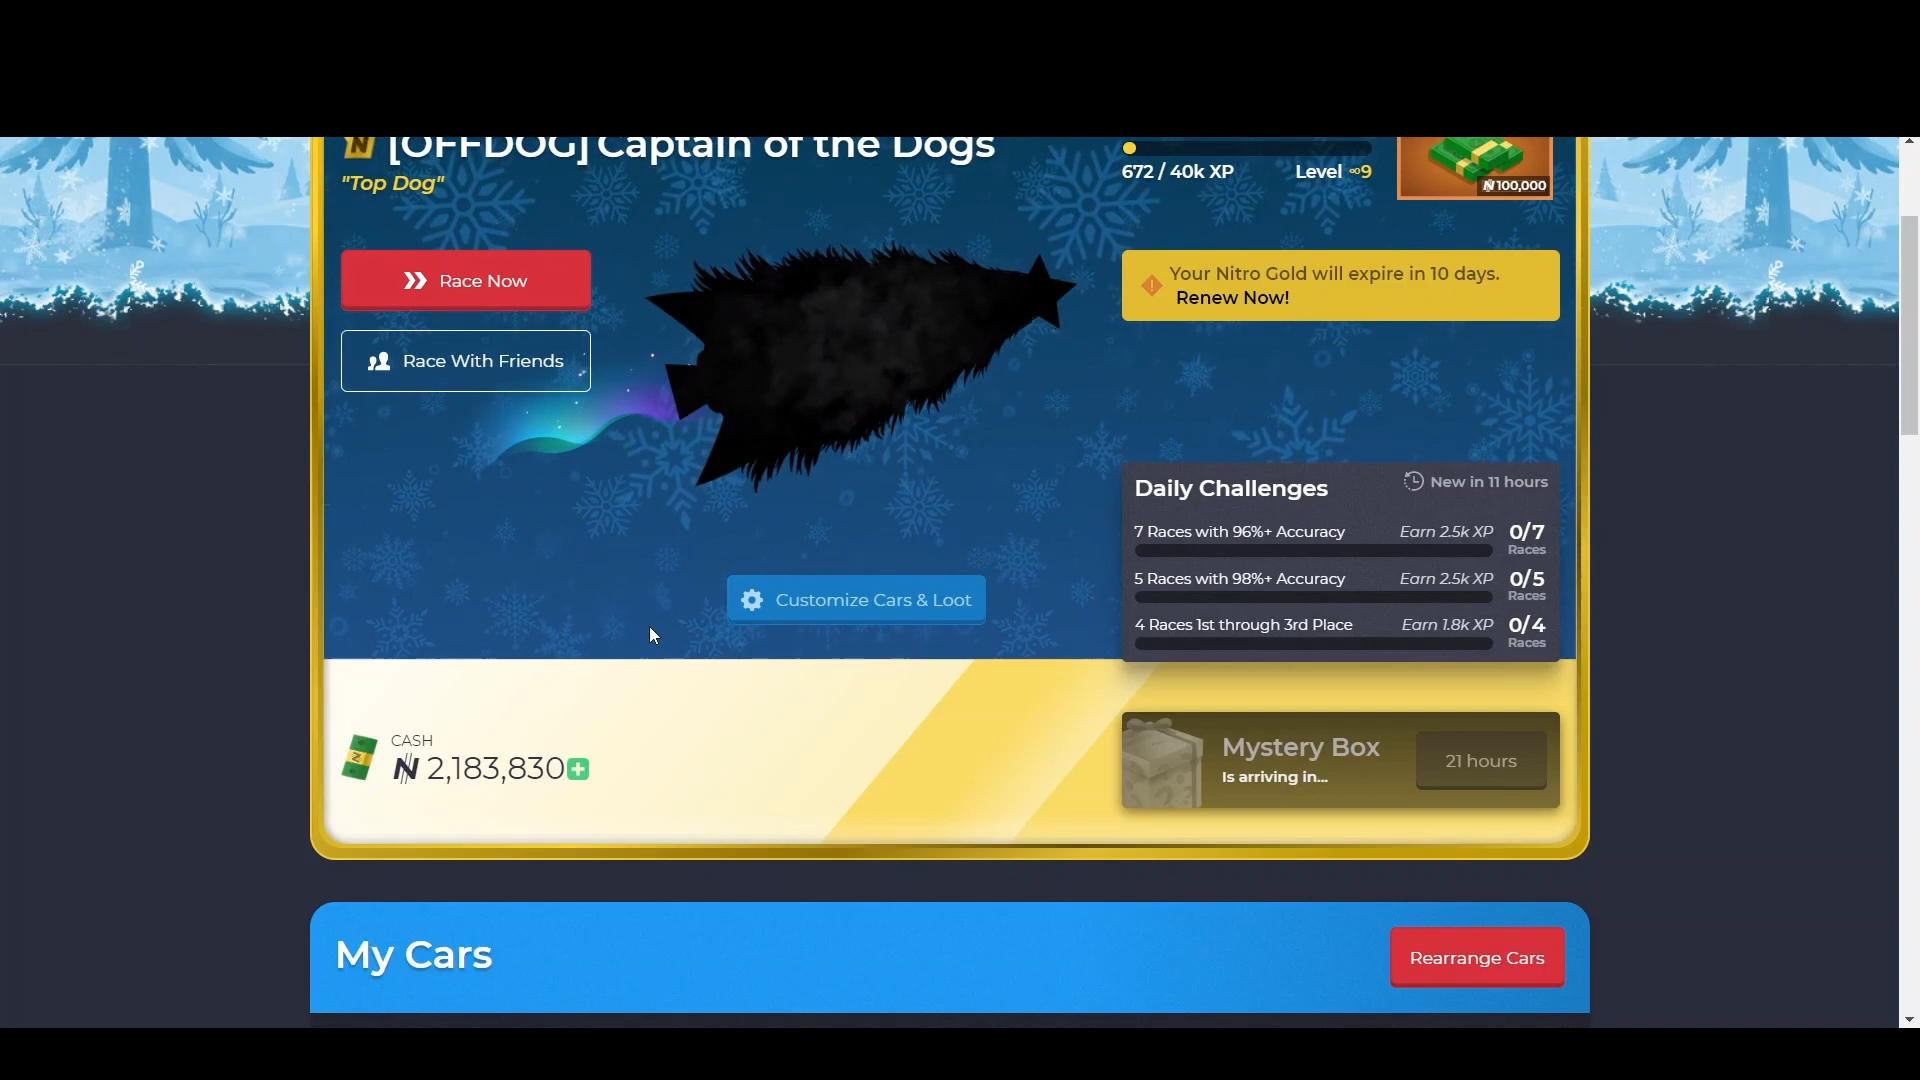 [OFFDOG] Captain of the Dogs
"Top Dog"
672 / 40k XP
Level ∞9
N 100,000
Race Now
Your Nitro Gold will expire in 10 days.
Renew Now!
Race With Friends
Daily Challenges
New in 11 hours
7 Races with 96%+ Accuracy
Earn 2.5k XP
0/7
Races
5 Races with 98%+ Accuracy
Earn 2.5k XP
0/5
Races
4 Races 1st through 3rd Place
Earn 1.8k XP
0/4
Races
Customize Cars & Loot
CASH
N 2,183,830
Mystery Box
Is arriving in...
21 hours
My Cars
Rearrange Cars